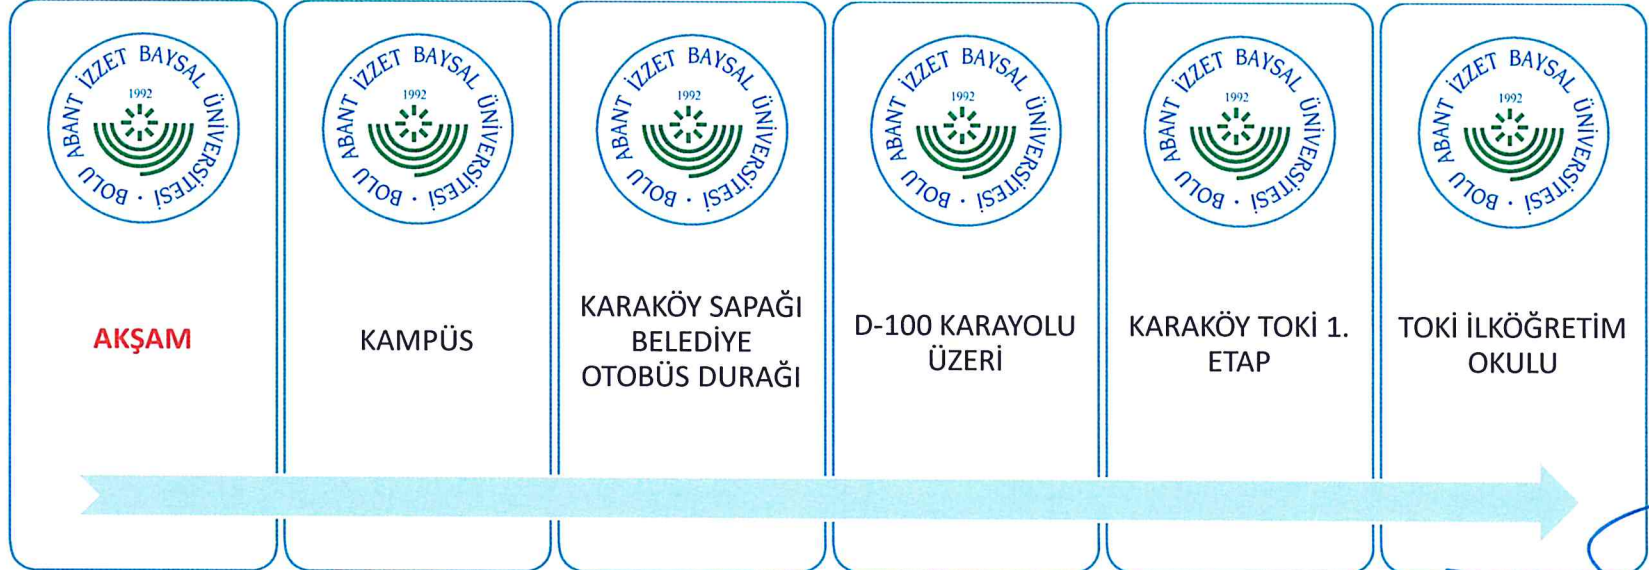 BOLU ABANT İZZET BAYSAL ÜNİVERSİTESİ ·
1992
AKŞAM
BOLU ABANT İZZET BAYSAL ÜNİVERSİTESİ ·
1992
KAMPÜS
BOLU ABANT İZZET BAYSAL ÜNİVERSİTESİ ·
1992
KARAKÖY SAPAĞI
BELEDİYE
OTOBÜS DURAĞI
BOLU ABANT İZZET BAYSAL ÜNİVERSİTESİ ·
1992
D-100 KARAYOLU
ÜZERİ
BOLU ABANT İZZET BAYSAL ÜNİVERSİTESİ ·
1992
KARAKÖY TOKİ 1.
ETAP
BOLU ABANT İZZET BAYSAL ÜNİVERSİTESİ ·
1992
TOKİ İLKÖĞRETİM
OKULU